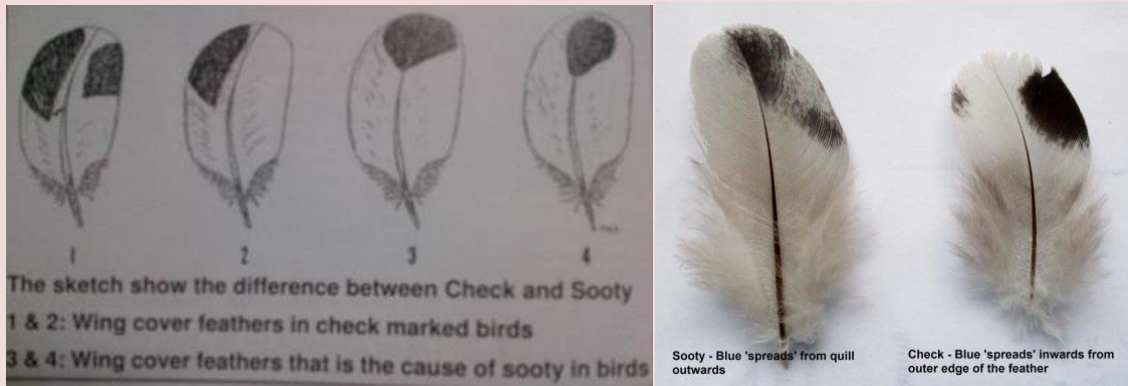 1 2 3 4
The sketch show the difference between Check and Sooty
1 & 2: Wing cover feathers in check marked birds
3 & 4: Wing cover feathers that is the cause of sooty in birds
Sooty - Blue 'spreads' from quill
outwards
Check - Blue 'spreads' inwards from
outer edge of the feather